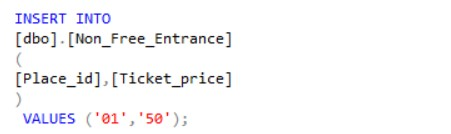 INSERT INTO
[dbo].[Non_Free_Entrance]
(
[Place_id],[Ticket_price]
)
VALUES ('01','50');